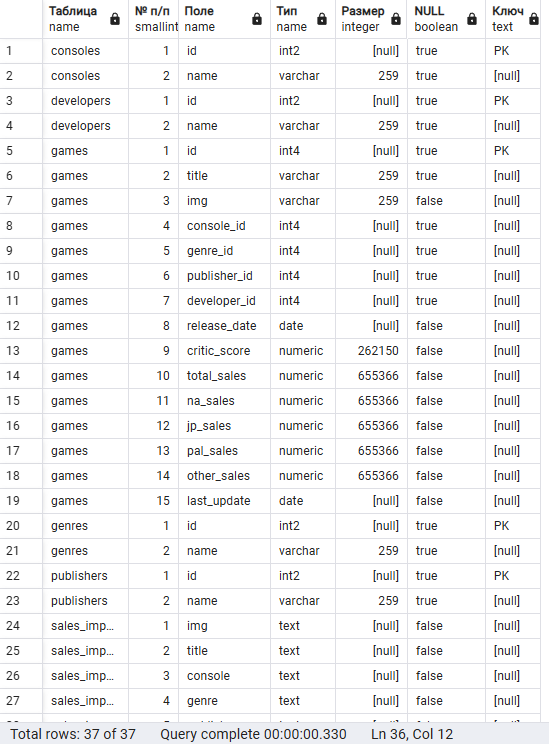 Таблица № п/п Поле Тип Размер NULL Ключ
name smallint name name integer boolean text
1 consoles 1 id int2 [null] true PK
2 consoles 2 name varchar 259 true [null]
3 developers 1 id int2 [null] true PK
4 developers 2 name varchar 259 true [null]
5 games 1 id int4 [null] true PK
6 games 2 title varchar 259 true [null]
7 games 3 img varchar 259 false [null]
8 games 4 console_id int4 [null] true [null]
9 games 5 genre_id int4 [null] true [null]
10 games 6 publisher_id int4 [null] true [null]
11 games 7 developer_id int4 [null] true [null]
12 games 8 release_date date [null] false [null]
13 games 9 critic_score numeric 262150 false [null]
14 games 10 total_sales numeric 655366 false [null]
15 games 11 na_sales numeric 655366 false [null]
16 games 12 jp_sales numeric 655366 false [null]
17 games 13 pal_sales numeric 655366 false [null]
18 games 14 other_sales numeric 655366 false [null]
19 games 15 last_update date [null] false [null]
20 genres 1 id int2 [null] true PK
21 genres 2 name varchar 259 true [null]
22 publishers 1 id int2 [null] true PK
23 publishers 2 name varchar 259 true [null]
24 sales_imp... 1 img text [null] false [null]
25 sales_imp... 2 title text [null] false [null]
26 sales_imp... 3 console text [null] false [null]
27 sales_imp... 4 genre text [null] false [null]
Total rows: 37 of 37 Query complete 00:00:00.330 Ln 36, Col 12